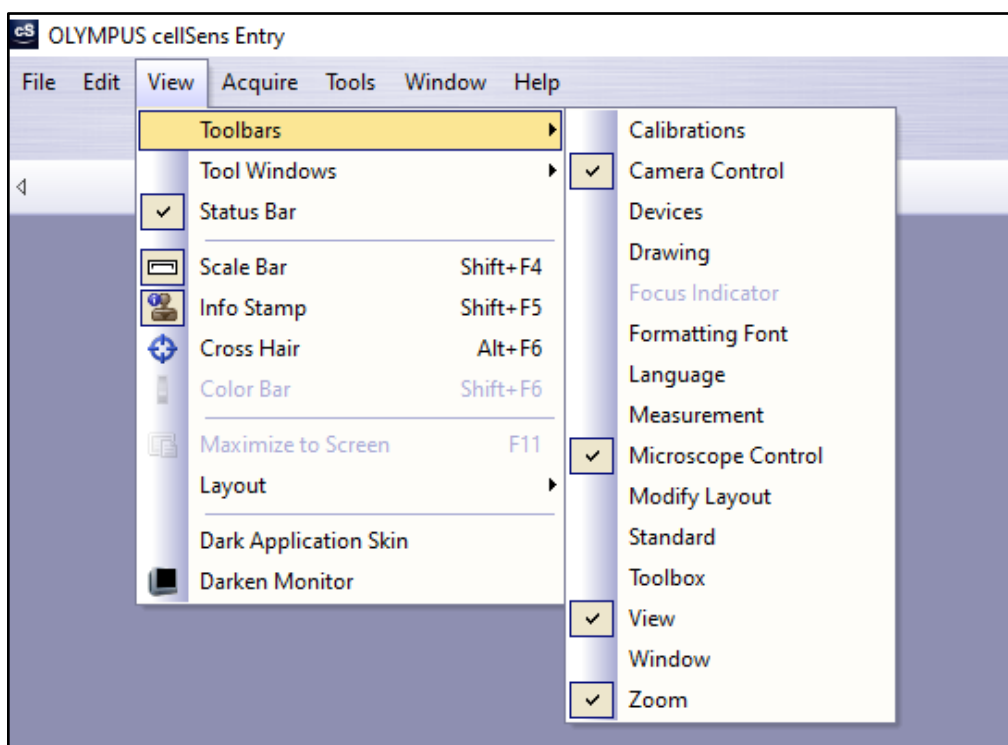 cS OLYMPUS cellSens Entry
File Edit View Acquire Tools Window Help
Toolbars
Tool Windows
Status Bar
Scale Bar Shift+F4
Info Stamp Shift+F5
Cross Hair Alt+F6
Color Bar Shift+F6
Maximize to Screen F11
Layout
Dark Application Skin
Darken Monitor
Calibrations
Camera Control
Devices
Drawing
Focus Indicator
Formatting Font
Language
Measurement
Microscope Control
Modify Layout
Standard
Toolbox
View
Window
Zoom